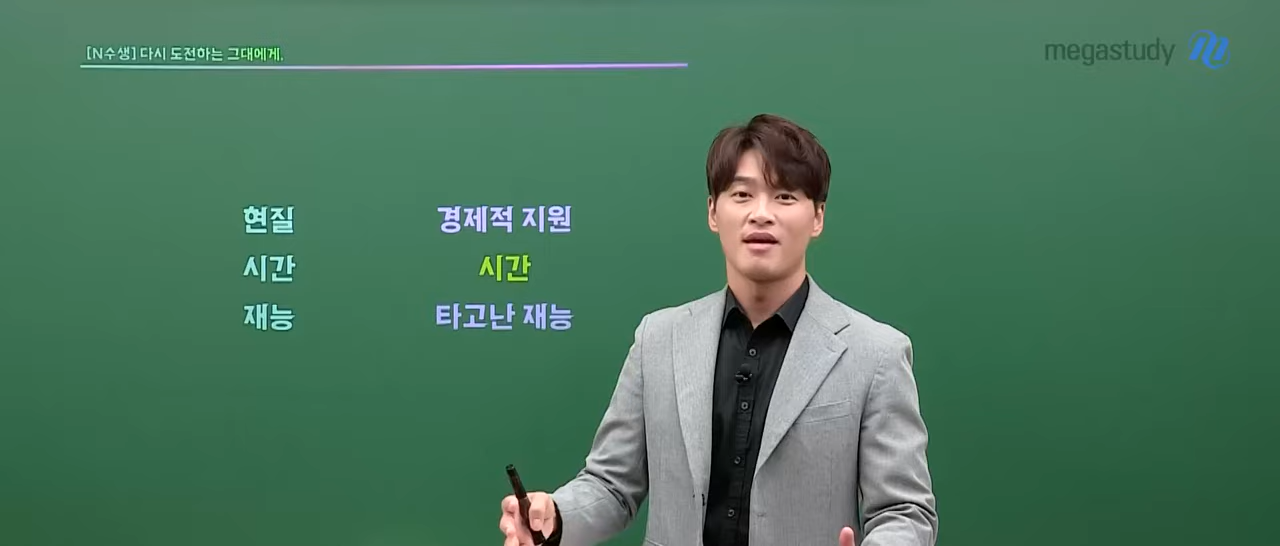 [N수생] 다시 도전하는 그대에게.
megastudy
현질 경제적 지원
시간 시간
재능 타고난 재능